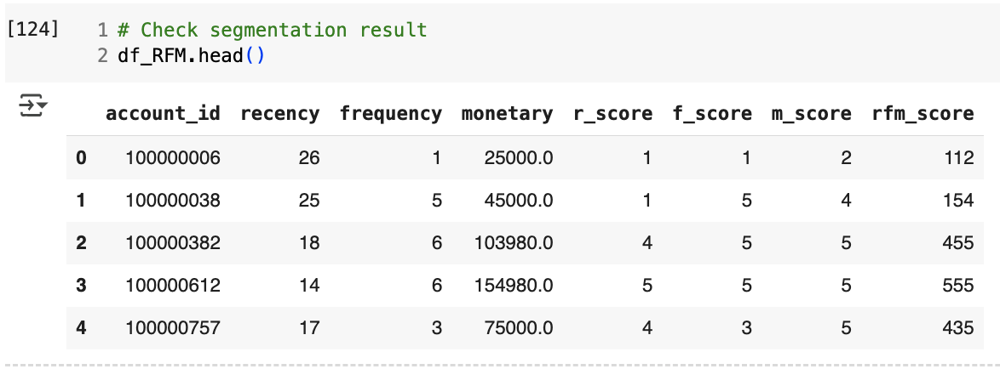 [124] 1 # Check segmentation result
2 df_RFM.head()
account_id recency frequency monetary r_score f_score m_score rfm_score
0 100000006 26 1 25000.0 1 1 2 112
1 100000038 25 5 45000.0 1 5 4 154
2 100000382 18 6 103980.0 4 5 5 455
3 100000612 14 6 154980.0 5 5 5 555
4 100000757 17 3 75000.0 4 3 5 435